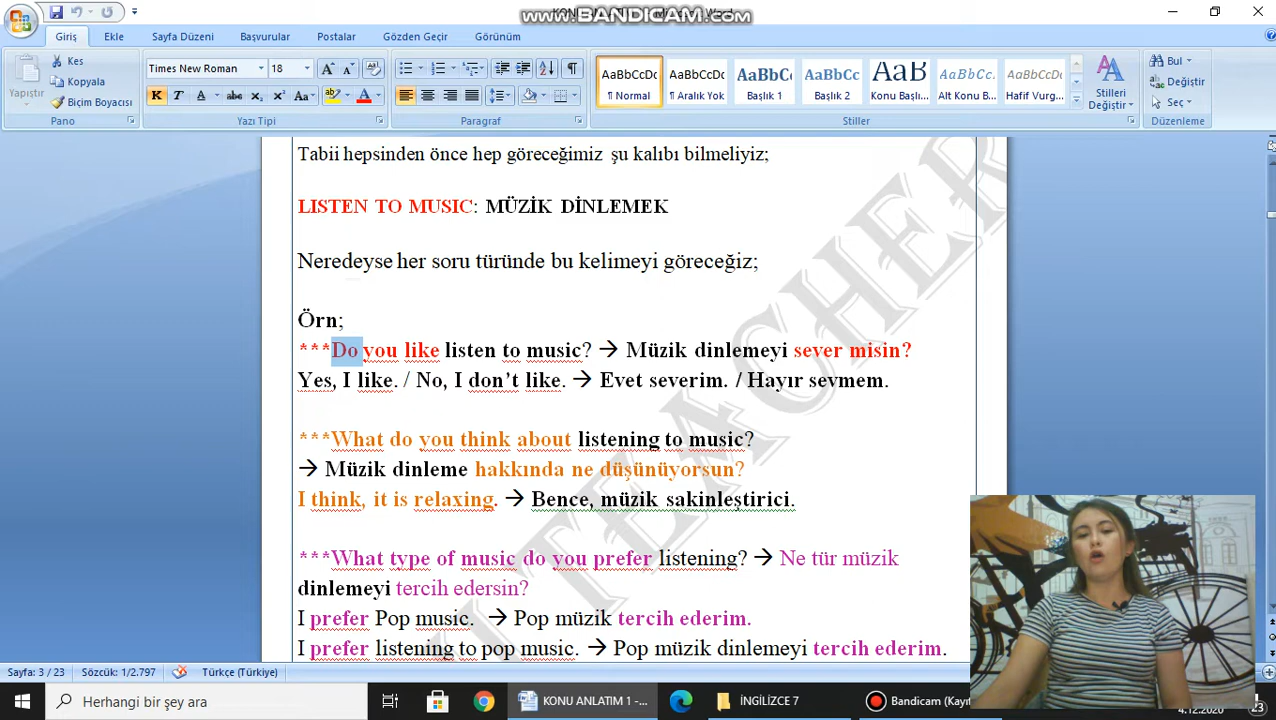 www.BANDICAM.com
Giriş Ekle Sayfa Düzeni Başvurular Postalar Gözden Geçir Görünüm
Yapıştır
Kes
Kopyala
Biçim Boyacısı
Pano
Times New Roman 18
Yazı Tipi
Paragraf
AaBbCcDc AaBbCcDc AaBbC AaBbCc AaB AaBbCc. AaBbCcDc
¶ Normal ¶ Aralık Yok Başlık 1 Başlık 2 Konu Başlı... Alt Konu B... Hafif Vurg...
Stiller
Stilleri
Değiştir
Bul
Değiştir
Seç
Düzenleme
Tabii hepsinden önce hep göreceğimiz şu kalıbı bilmeliyiz;
LISTEN TO MUSIC: MÜZİK DİNLEMEK
Neredeyse her soru türünde bu kelimeyi göreceğiz;
Örn;
***Do you like listen to music? → Müzik dinlemeyi sever misin?
Yes, I like. / No, I don’t like. → Evet severim. / Hayır sevmem.
***What do you think about listening to music?
→ Müzik dinleme hakkında ne düşünüyorsun?
I think, it is relaxing. → Bence, müzik sakinleştirici.
***What type of music do you prefer listening? → Ne tür müzik
dinlemeyi tercih edersin?
I prefer Pop music. → Pop müzik tercih ederim.
I prefer listening to pop music. → Pop müzik dinlemeyi tercih ederim.
TEACHER
Sayfa: 3 / 23 Sözcük: 1/2.797 Türkçe (Türkiye)
Herhangi bir şey ara
KONU ANLATIM 1 -...
İNGİLİZCE 7
Bandicam (Kayıt
4.12.2020
23